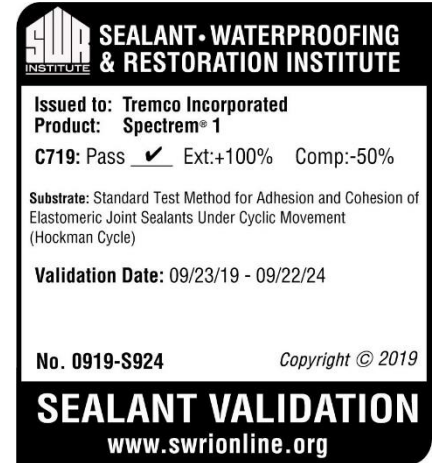 SWR
INSTITUTE
SEALANT • WATERPROOFING
& RESTORATION INSTITUTE
Issued to: Tremco Incorporated
Product: Spectrem® 1
C719: Pass ✔ Ext:+100% Comp:-50%
Substrate: Standard Test Method for Adhesion and Cohesion of
Elastomeric Joint Sealants Under Cyclic Movement
(Hockman Cycle)
Validation Date: 09/23/19 - 09/22/24
No. 0919-S924 Copyright © 2019
SEALANT VALIDATION
www.swrionline.org